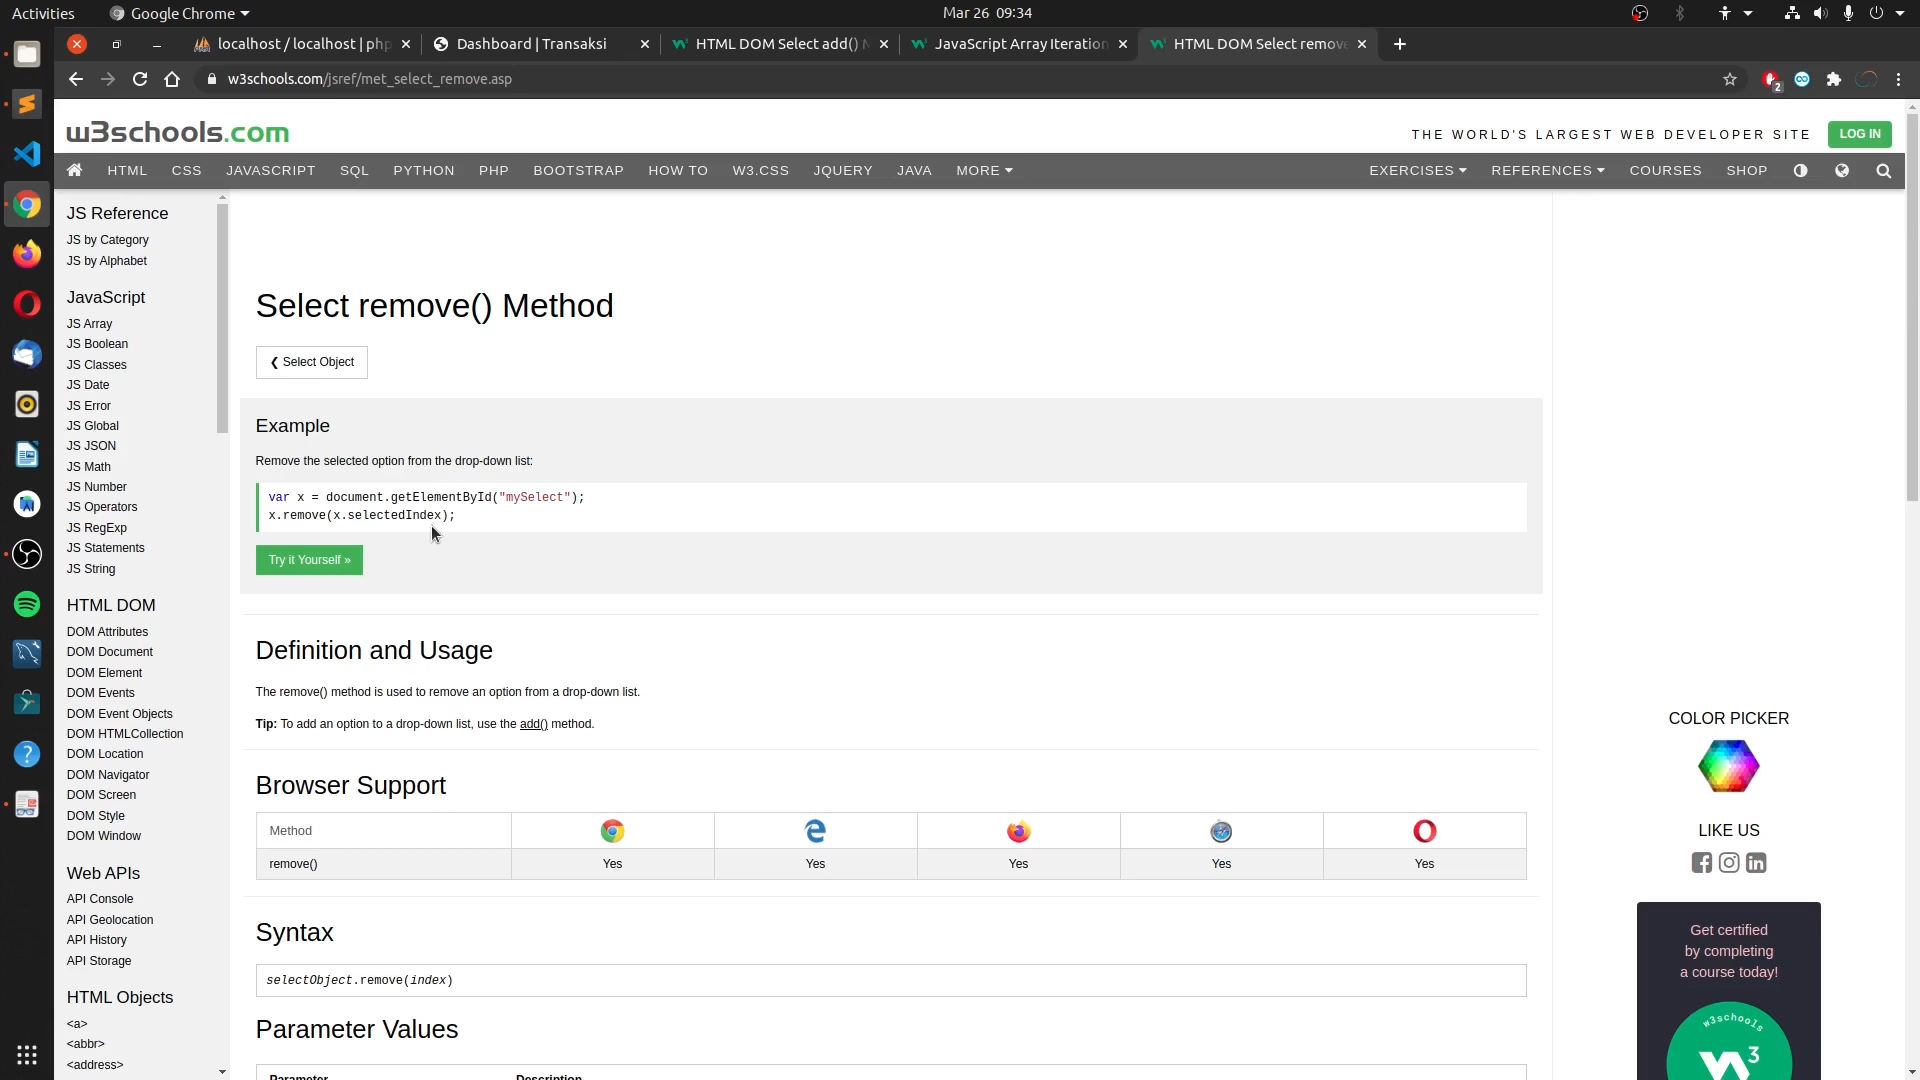 Activities
Google Chrome
Mar 26 09:34
localhost / localhost | php
Dashboard | Transaksi
HTML DOM Select add() M
JavaScript Array Iteration
HTML DOM Select remove
w3schools.com/jsref/met_select_remove.asp
2
w3schools.com
THE WORLD'S LARGEST WEB DEVELOPER SITE
LOG IN
HTML CSS JAVASCRIPT SQL PYTHON PHP BOOTSTRAP HOW TO W3.CSS JQUERY JAVA MORE EXERCISES REFERENCES COURSES SHOP
JS Reference
JS by Category
JS by Alphabet
JavaScript
JS Array
JS Boolean
JS Classes
JS Date
JS Error
JS Global
JS JSON
JS Math
JS Number
JS Operators
JS RegExp
JS Statements
JS String
HTML DOM
DOM Attributes
DOM Document
DOM Element
DOM Events
DOM Event Objects
DOM HTMLCollection
DOM Location
DOM Navigator
DOM Screen
DOM Style
DOM Window
Web APIs
API Console
API Geolocation
API History
API Storage
HTML Objects
<a>
<abbr>
<address>
Select remove() Method
❮ Select Object
Example
Remove the selected option from the drop-down list:
var x = document.getElementById("mySelect");
x.remove(x.selectedIndex);
Try it Yourself »
Definition and Usage
The remove() method is used to remove an option from a drop-down list.
Tip: To add an option to a drop-down list, use the add() method.
Browser Support
Method
remove() Yes Yes Yes Yes Yes
Syntax
selectObject.remove(index)
Parameter Values
Parameter Description
COLOR PICKER
LIKE US
Get certified
by completing
a course today!
w3schools
W3